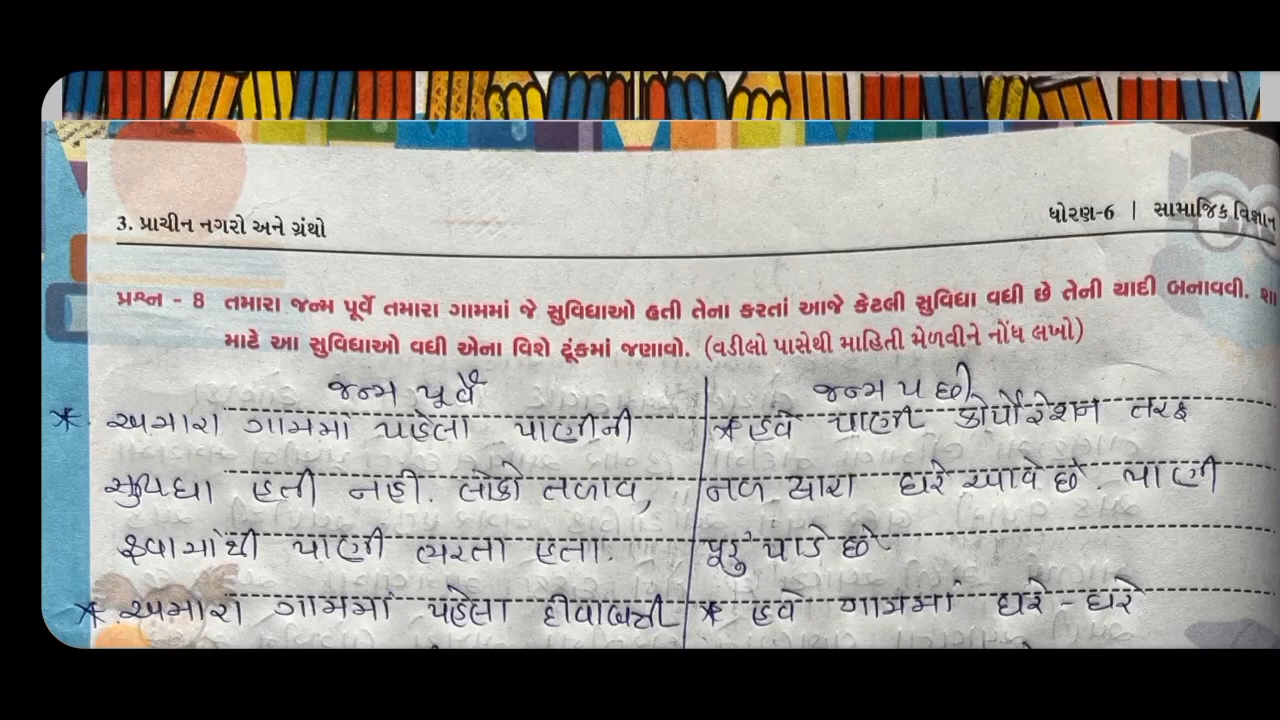 3. પ્રાચીન નગરો અને ગ્રંથો
ધોરણ-6 | સામાજિક વિજ્ઞાન
પ્રશ્ન - 8 તમારા જન્મ પૂર્વે તમારા ગામમાં જે સુવિધાઓ હતી તેના કરતાં આજે કેટલી સુવિધા વધી છે તેની યાદી બનાવવી. શા
માટે આ સુવિધાઓ વધી એના વિશે ટૂંકમાં જણાવો. (વડીલો પાસેથી માહિતી મેળવીને નોંધ લખો)
જન્મ પૂર્વે
* અમારા ગામમાં પહેલા પાણીની
સુવિધા હતી નહી. લોકો તળાવ,
કુવામાંથી પાણી ભરતા હતા.
* અમારા ગામમાં પહેલા દીવાબત્તી
જન્મ પછી
* હવે પાણી કોર્પોરેશન તરફ
નળ દ્વારા ઘરે આવે છે. પાણી
પૂરું પાડે છે
* હવે ગામમાં ઘરે - ઘરે